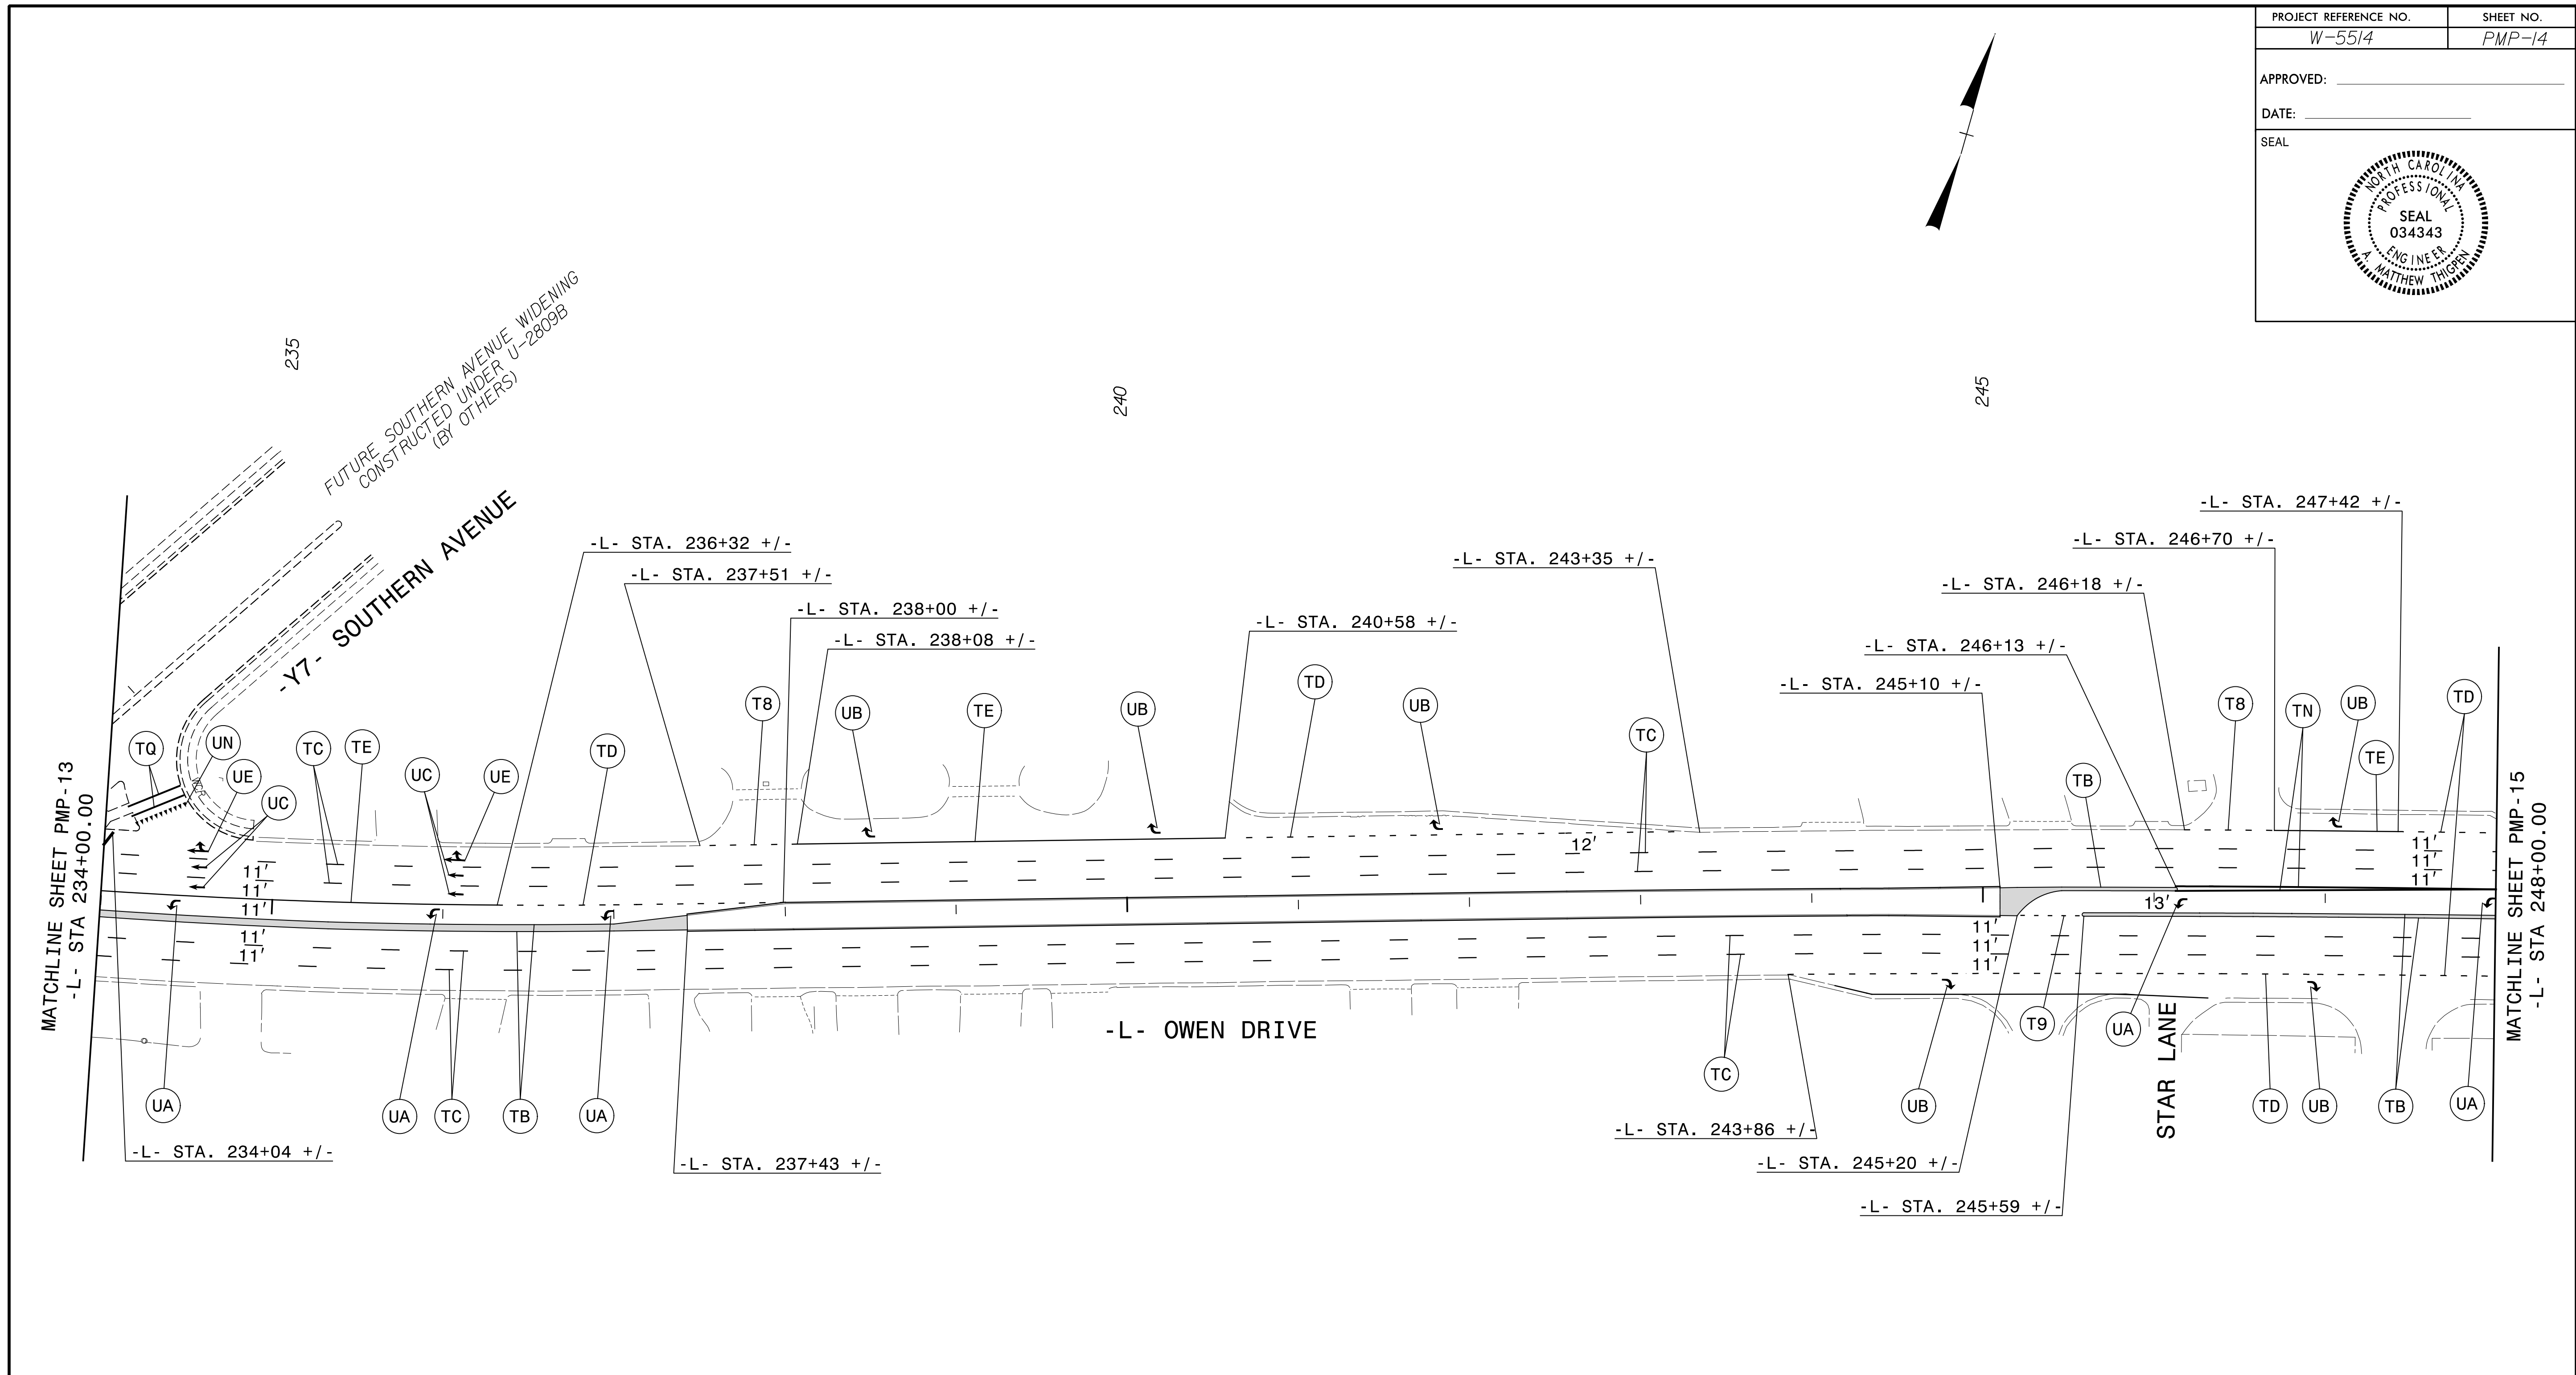 PROJECT REFERENCE NO.
SHEET NO.
W-5514
PMP-14
APPROVED:
DATE:
SEAL
NORTH CAROLINA
PROFESSIONAL
SEAL
034343
ENGINEER
A. MATTHEW THIGPEN
235
240
245
FUTURE SOUTHERN AVENUE WIDENING
CONSTRUCTED UNDER U-2809B
(BY OTHERS)
-Y7- SOUTHERN AVENUE
-L- STA. 236+32 +/-
-L- STA. 237+51 +/-
-L- STA. 238+00 +/-
-L- STA. 238+08 +/-
-L- STA. 240+58 +/-
-L- STA. 243+35 +/-
-L- STA. 245+10 +/-
-L- STA. 246+13 +/-
-L- STA. 246+18 +/-
-L- STA. 246+70 +/-
-L- STA. 247+42 +/-
MATCHLINE SHEET PMP-13
-L- STA 234+00.00
TQ
UN
UE
UC
TC
TE
UC
UE
TD
T8
UB
TE
UB
TD
UB
TC
TB
T8
TN
UB
TE
TD
MATCHLINE SHEET PMP-15
-L- STA 248+00.00
11'
11'
11'
11'
11'
12'
11'
11'
11'
13'
11'
11'
11'
-L- OWEN DRIVE
STAR LANE
UA
UA
TC
TB
UA
TC
UB
T9
UA
TD
UB
TB
UA
-L- STA. 234+04 +/-
-L- STA. 237+43 +/-
-L- STA. 243+86 +/-
-L- STA. 245+20 +/-
-L- STA. 245+59 +/-